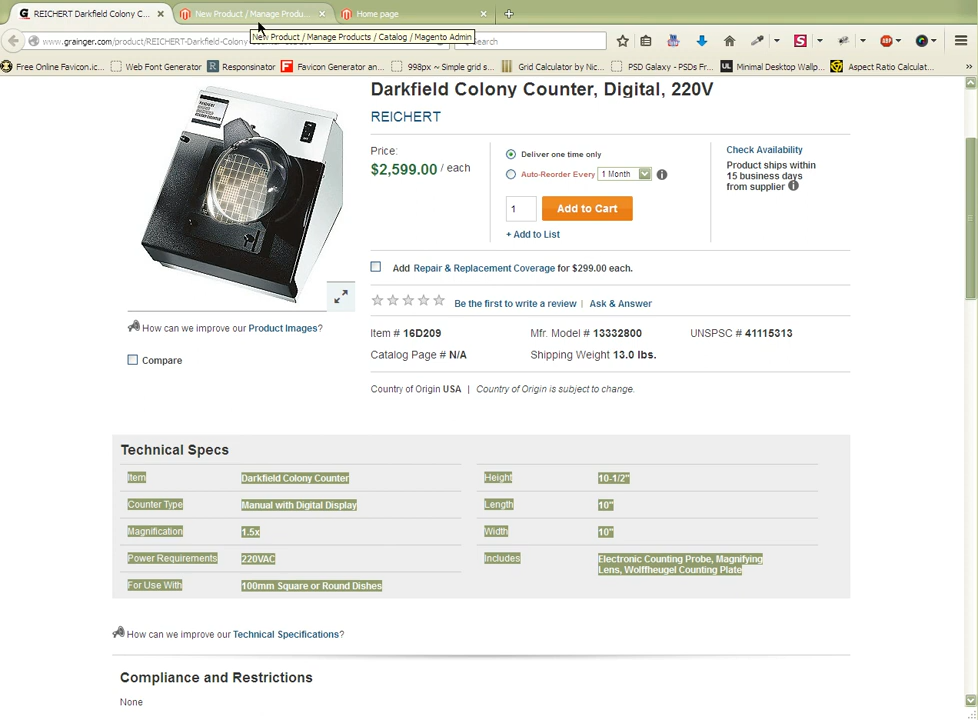 REICHERT Darkfield Colony C...
New Product / Manage Produ...
Home page
www.grainger.com/product/REICHERT-Darkfield-Colony
New Product / Manage Products / Catalog / Magento Admin
Search
Free Online Favicon.ic...
Web Font Generator
Responsinator
Favicon Generator an...
998px ~ Simple grid s...
Grid Calculator by Nic...
PSD Galaxy - PSDs Fr...
Minimal Desktop Wallp...
Aspect Ratio Calculat...
Darkfield Colony Counter, Digital, 220V
REICHERT
Price:
$2,599.00 / each
Deliver one time only
Auto-Reorder Every 1 Month
1
Add to Cart
+ Add to List
Check Availability
Product ships within
15 business days
from supplier
Add Repair & Replacement Coverage for $299.00 each.
Be the first to write a review | Ask & Answer
How can we improve our Product Images?
Compare
Item # 16D209
Mfr. Model # 13332800
UNSPSC # 41115313
Catalog Page # N/A
Shipping Weight 13.0 lbs.
Country of Origin USA | Country of Origin is subject to change.
Technical Specs
Item Darkfield Colony Counter
Height 10-1/2"
Counter Type Manual with Digital Display
Length 10"
Magnification 1.5x
Width 10"
Power Requirements 220VAC
Includes Electronic Counting Probe, Magnifying
Lens, Wolffheugel Counting Plate
For Use With 100mm Square or Round Dishes
How can we improve our Technical Specifications?
Compliance and Restrictions
None